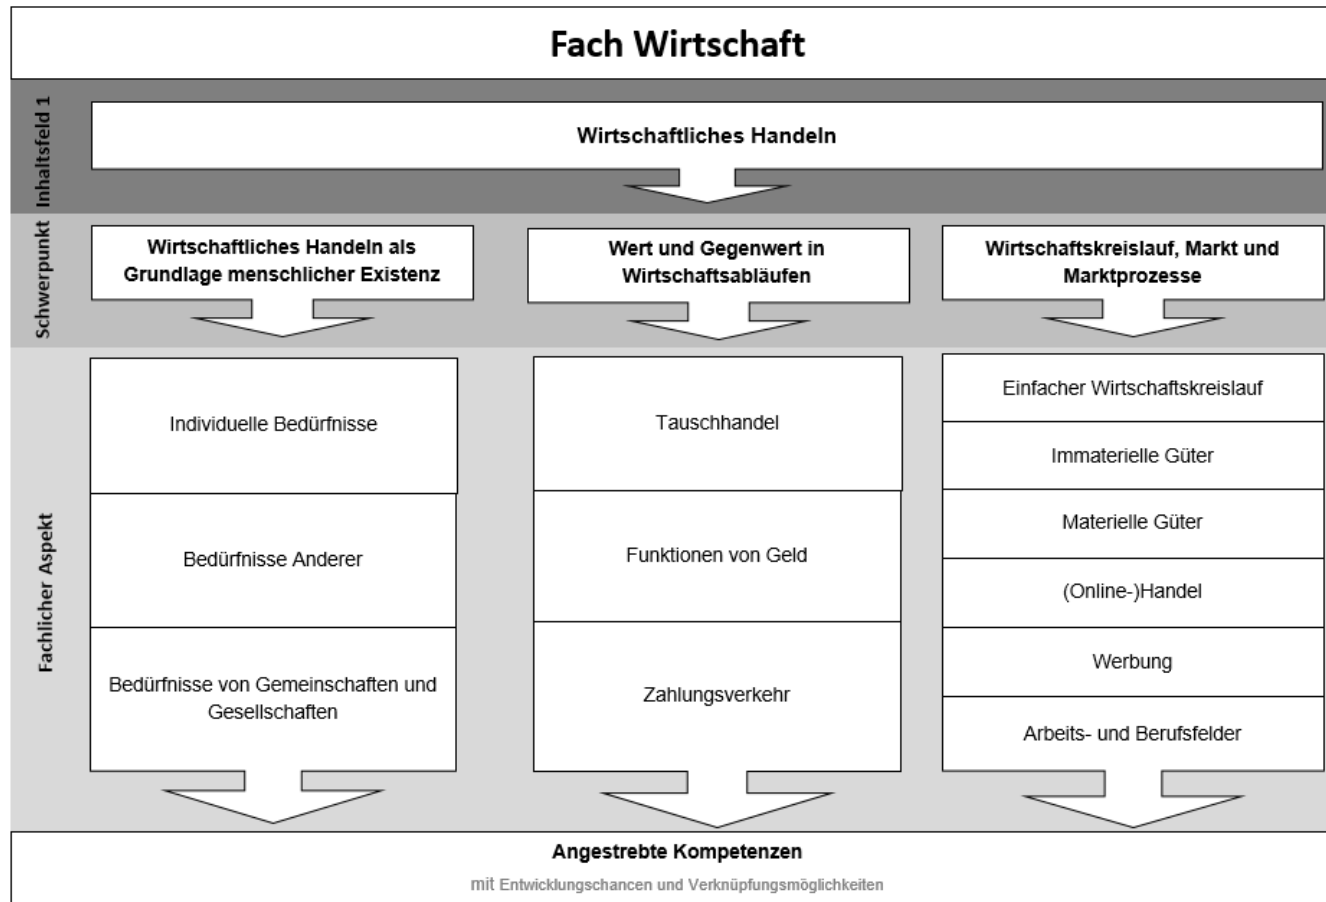 Fach Wirtschaft
Inhaltsfeld 1
Wirtschaftliches Handeln
Schwerpunkt
Wirtschaftliches Handeln als
Grundlage menschlicher Existenz
Wert und Gegenwert in
Wirtschaftsabläufen
Wirtschaftskreislauf, Markt und
Marktprozesse
Fachlicher Aspekt
Individuelle Bedürfnisse
Bedürfnisse Anderer
Bedürfnisse von Gemeinschaften und
Gesellschaften
Tauschhandel
Funktionen von Geld
Zahlungsverkehr
Einfacher Wirtschaftskreislauf
Immaterielle Güter
Materielle Güter
(Online-)Handel
Werbung
Arbeits- und Berufsfelder
Angestrebte Kompetenzen
mit Entwicklungschancen und Verknüpfungsmöglichkeiten